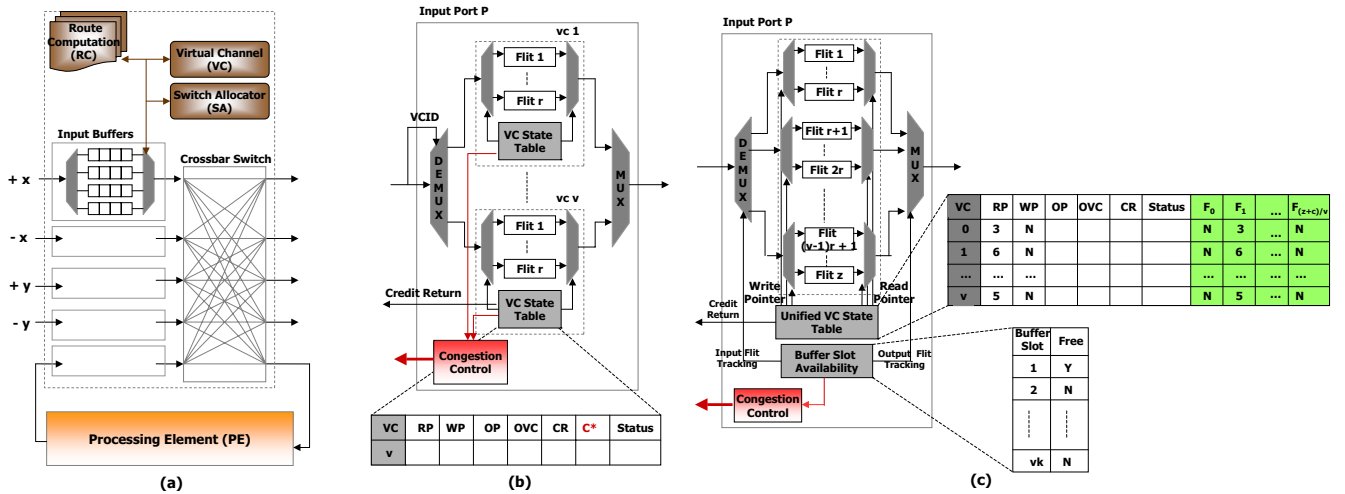 Route
Computation
(RC)
Virtual Channel
(VC)
Switch Allocator
(SA)
Input Buffers
Crossbar Switch
+ x
- x
+ y
- y
Processing Element (PE)
(a)
Input Port P
vc 1
Flit 1
Flit r
VCID
VC State
Table
DEMUX
MUX
vc v
Flit 1
Flit r
Credit Return
VC State
Table
Congestion
Control
VC RP WP OP OVC CR C* Status
v
(b)
Input Port P
Flit 1
Flit r
Flit r+1
Flit 2r
DEMUX
MUX
Flit
(v-1)r + 1
Flit z
Write
Pointer
Read
Pointer
Credit
Return
Unified VC State
Table
Input Flit
Tracking
Buffer Slot
Availability
Output Flit
Tracking
Congestion
Control
VC RP WP OP OVC CR Status F0 F1 ... F(z+c)/v
0 3 N N 3 ... N
1 6 N N 6 ... N
... ... ... ... ... ... ...
v 5 N N 5 ... N
Buffer
Slot
Free
1 Y
2 N
vk N
(c)